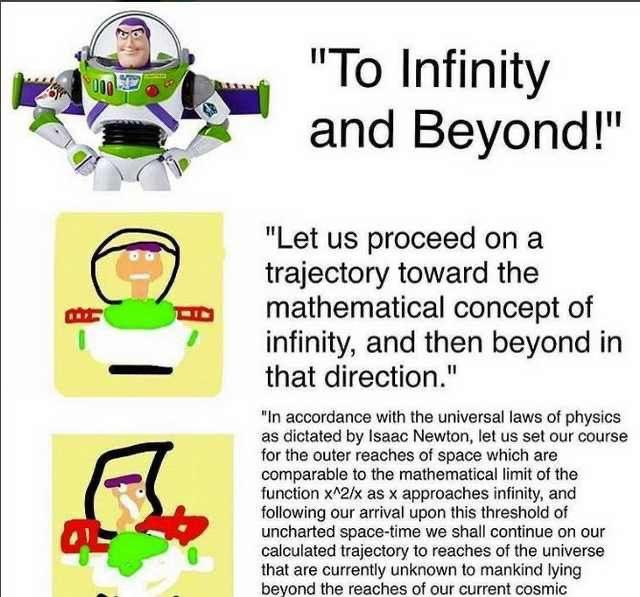 "To Infinity
and Beyond!"
"Let us proceed on a
trajectory toward the
mathematical concept of
infinity, and then beyond in
that direction."
"In accordance with the universal laws of physics
as dictated by Isaac Newton, let us set our course
for the outer reaches of space which are
comparable to the mathematical limit of the
function x^2/x as x approaches infinity, and
following our arrival upon this threshold of
uncharted space-time we shall continue on our
calculated trajectory to reaches of the universe
that are currently unknown to mankind lying
beyond the reaches of our current cosmic